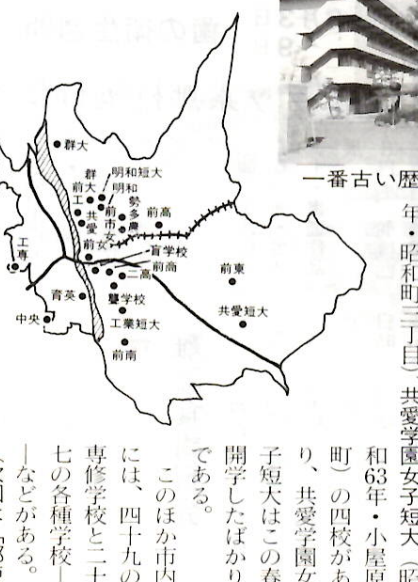 一番古い歴
群大
明和短大
群大
明和
前工
共愛
前市女
勢多農
前高
工専
前女
盲学校
前商
二高
前東
育英
聾学校
中央
工業短大
共愛短大
前南
年・昭和町三丁目)、共愛学園女子短大(昭
和63年・小屋原
町)の四校があ
り、共愛学園女
子短大はこの春
開学したばかり
である。
このほか市内
には、四十九の
専修学校と二十
七の各種学校―
―などがある。